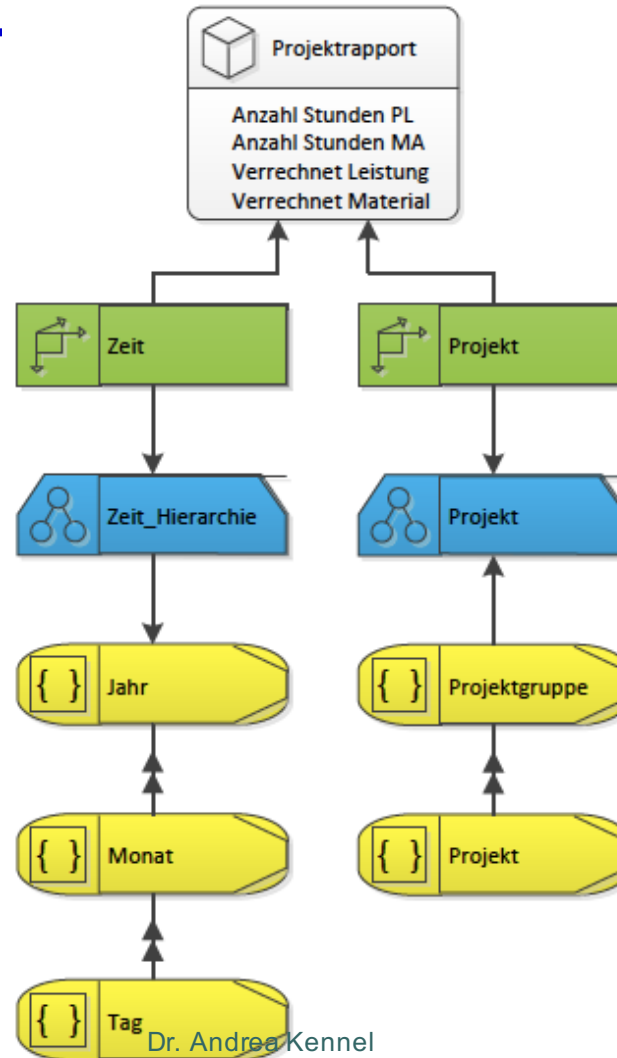 Projektrapport
Anzahl Stunden PL
Anzahl Stunden MA
Verrechnet Leistung
Verrechnet Material
Zeit
Projekt
Zeit_Hierarchie
Projekt
{ } Jahr
{ } Projektgruppe
{ } Monat
{ } Projekt
{ } Tag
Dr. Andrea Kennel